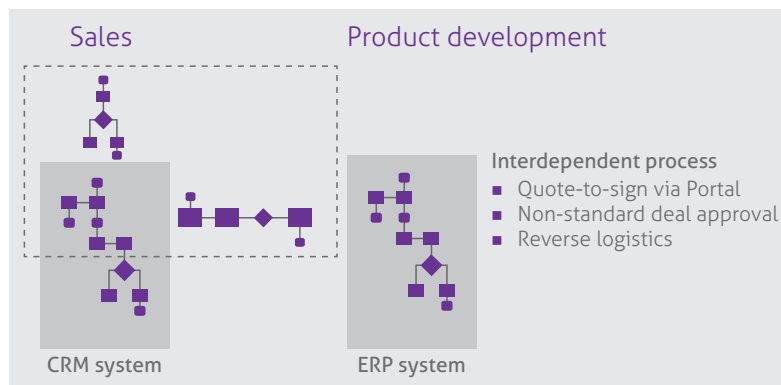 Sales
Product development
Interdependent process
Quote-to-sign via Portal
Non-standard deal approval
Reverse logistics
CRM system
ERP system